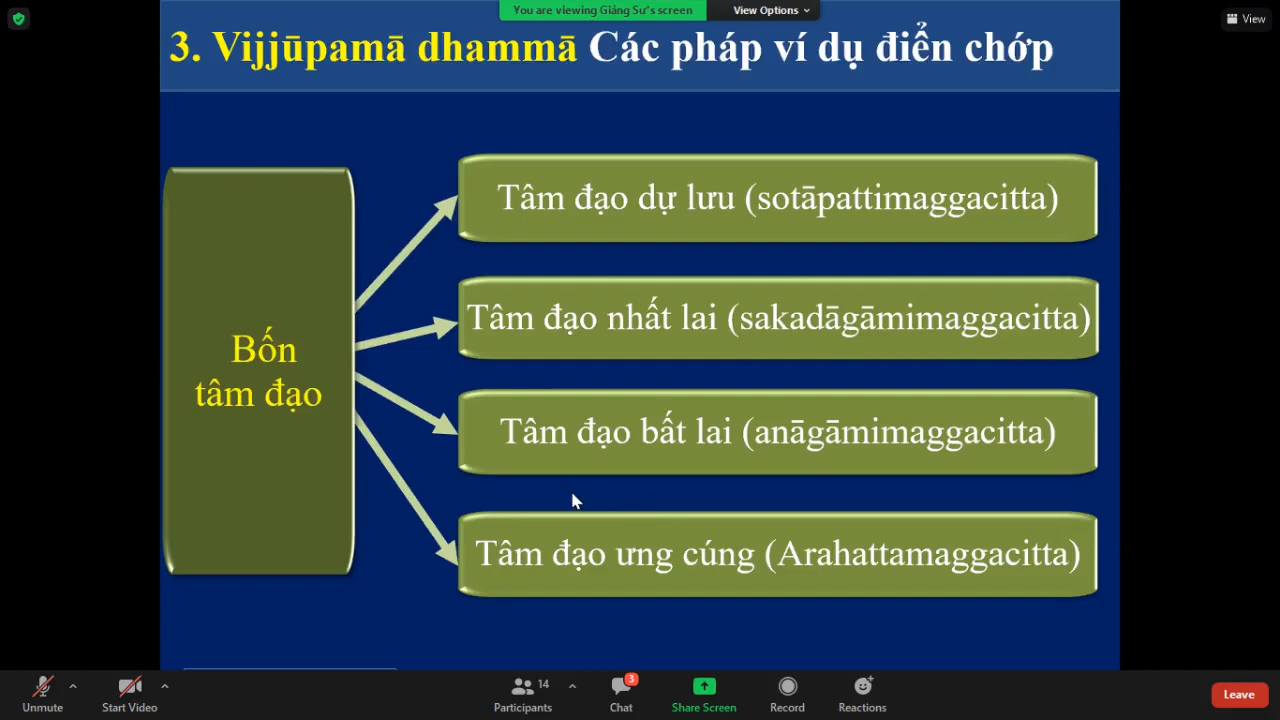 You are viewing Giảng Sư's screen
View Options
View
3. Vijjūpamā dhammā Các pháp ví dụ điển chớp
Bốn
tâm đạo
Tâm đạo dự lưu (sotāpattimaggacitta)
Tâm đạo nhất lai (sakadāgāmimaggacitta)
Tâm đạo bất lai (anāgāmimaggacitta)
Tâm đạo ưng cúng (Arahattamaggacitta)
Unmute
Start Video
14
Participants
3
Chat
Share Screen
Record
Reactions
Leave